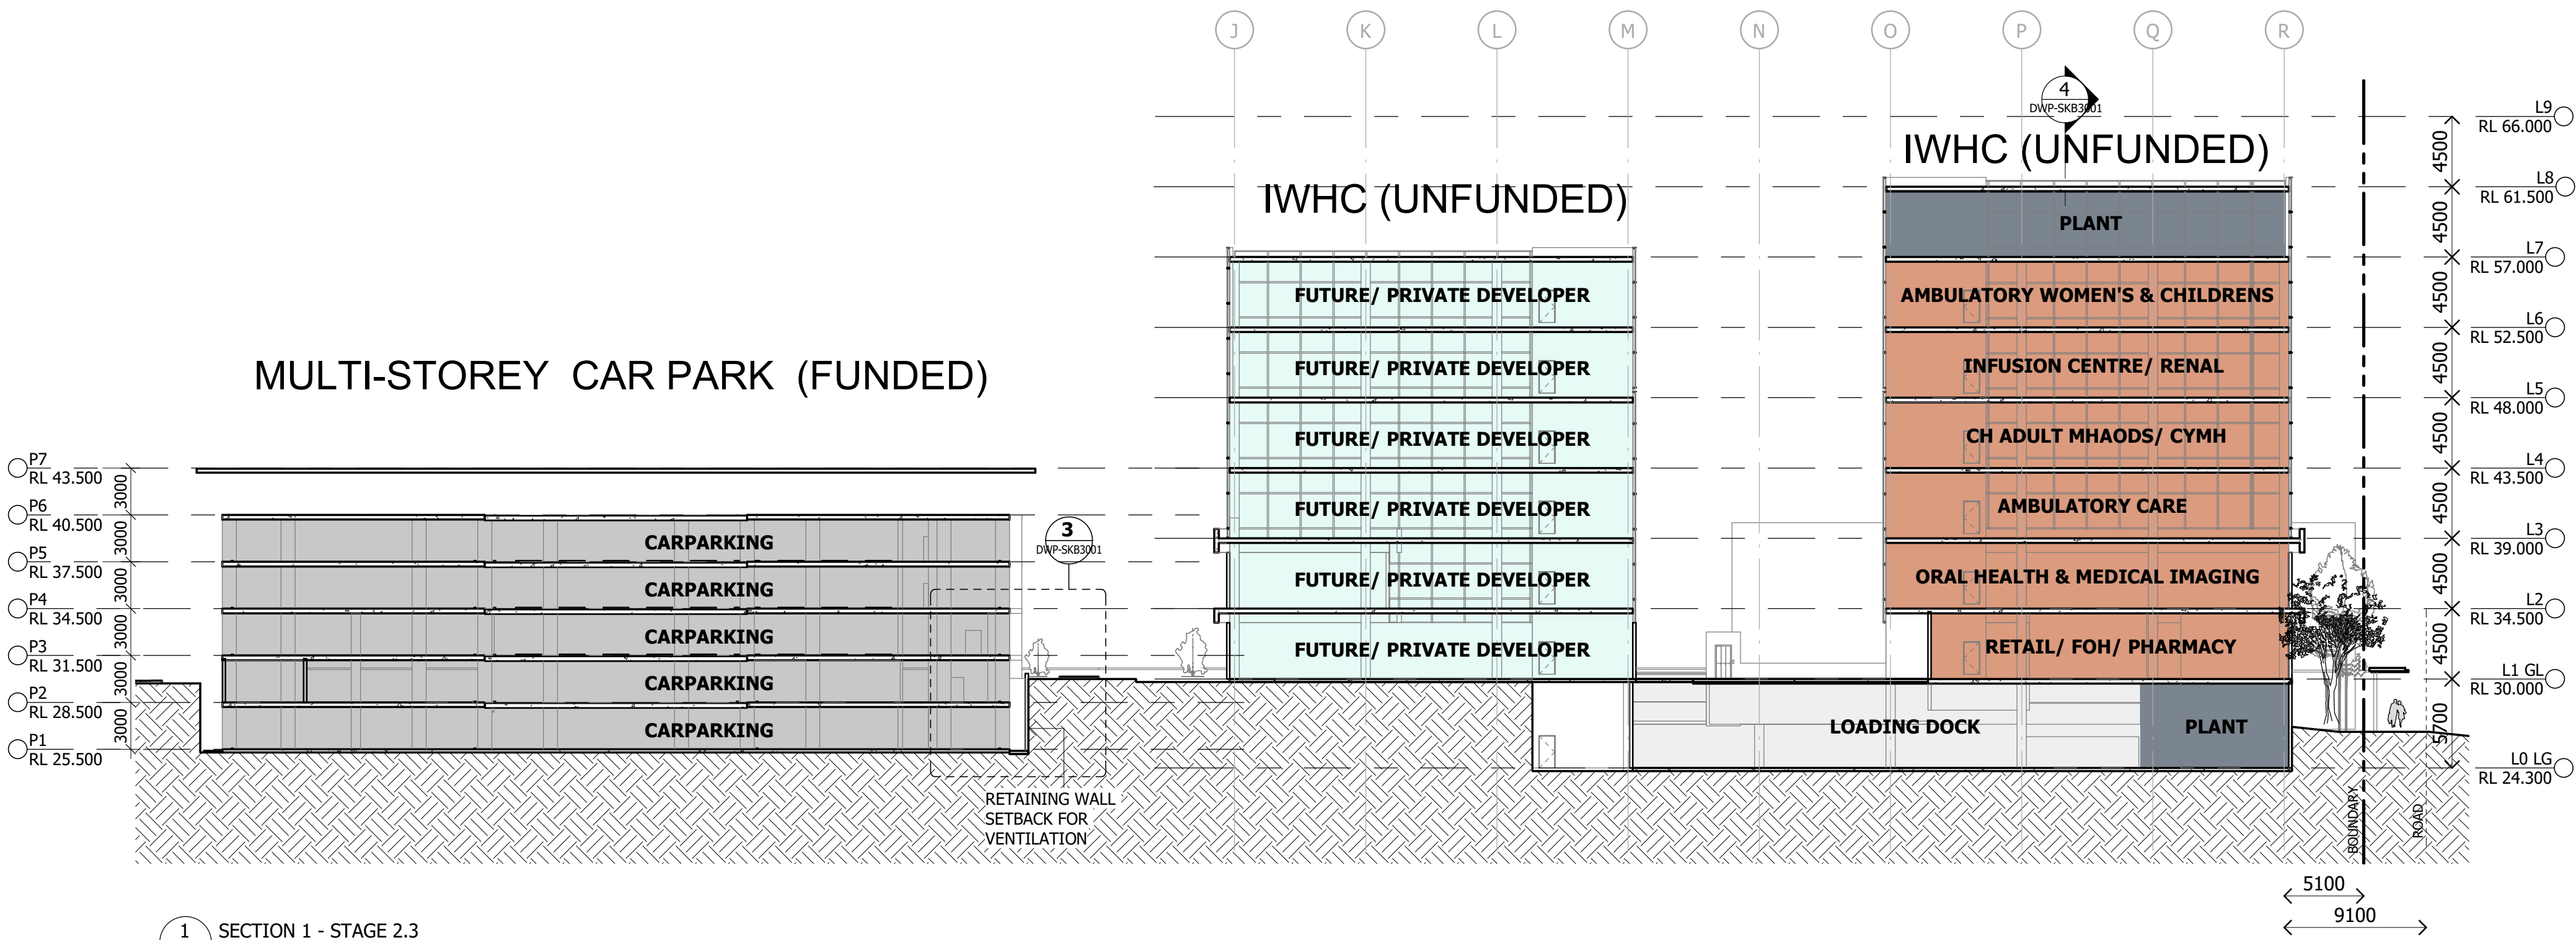 J K L M N O P Q R
4
DWP-SKB3001
L9
RL 66.000
4500
IWHC (UNFUNDED)
L8
RL 61.500
IWHC (UNFUNDED)
PLANT
4500
L7
RL 57.000
FUTURE/ PRIVATE DEVELOPER
AMBULATORY WOMEN'S & CHILDRENS
4500
L6
RL 52.500
MULTI-STOREY CAR PARK (FUNDED)
FUTURE/ PRIVATE DEVELOPER
INFUSION CENTRE/ RENAL
4500
L5
RL 48.000
FUTURE/ PRIVATE DEVELOPER
CH ADULT MHAODS/ CYMH
4500
P7
RL 43.500
L4
RL 43.500
3000
P6
RL 40.500
FUTURE/ PRIVATE DEVELOPER
AMBULATORY CARE
4500
3
DWP-SKB3001
3000
CARPARKING
L3
RL 39.000
P5
RL 37.500
FUTURE/ PRIVATE DEVELOPER
ORAL HEALTH & MEDICAL IMAGING
4500
3000
CARPARKING
P4
RL 34.500
L2
RL 34.500
3000
CARPARKING
FUTURE/ PRIVATE DEVELOPER
RETAIL/ FOH/ PHARMACY
4500
P3
RL 31.500
L1 GL
RL 30.000
3000
CARPARKING
P2
RL 28.500
3000
CARPARKING
LOADING DOCK
PLANT
5700
P1
RL 25.500
L0 LG
RL 24.300
RETAINING WALL
SETBACK FOR
VENTILATION
BOUNDARY
ROAD
5100
9100
1
SECTION 1 - STAGE 2.3